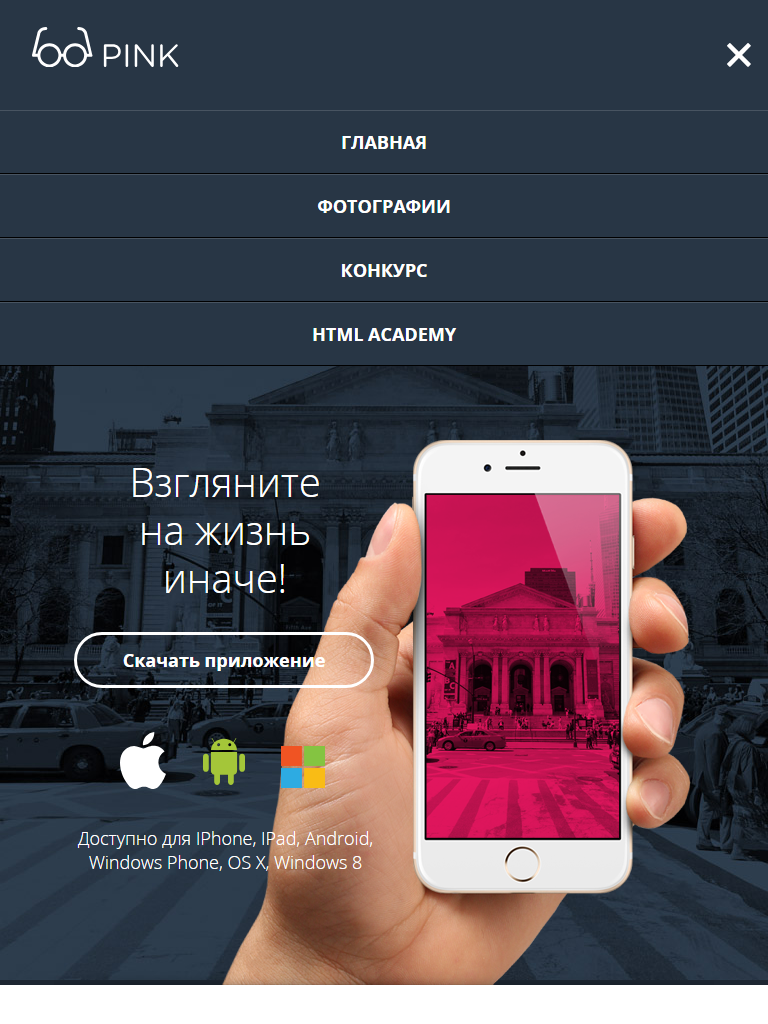 PINK
ГЛАВНАЯ
ФОТОГРАФИИ
КОНКУРС
HTML ACADEMY
Взгляните
на жизнь
иначе!
Скачать приложение
Доступно для IPhone, IPad, Android,
Windows Phone, OS X, Windows 8